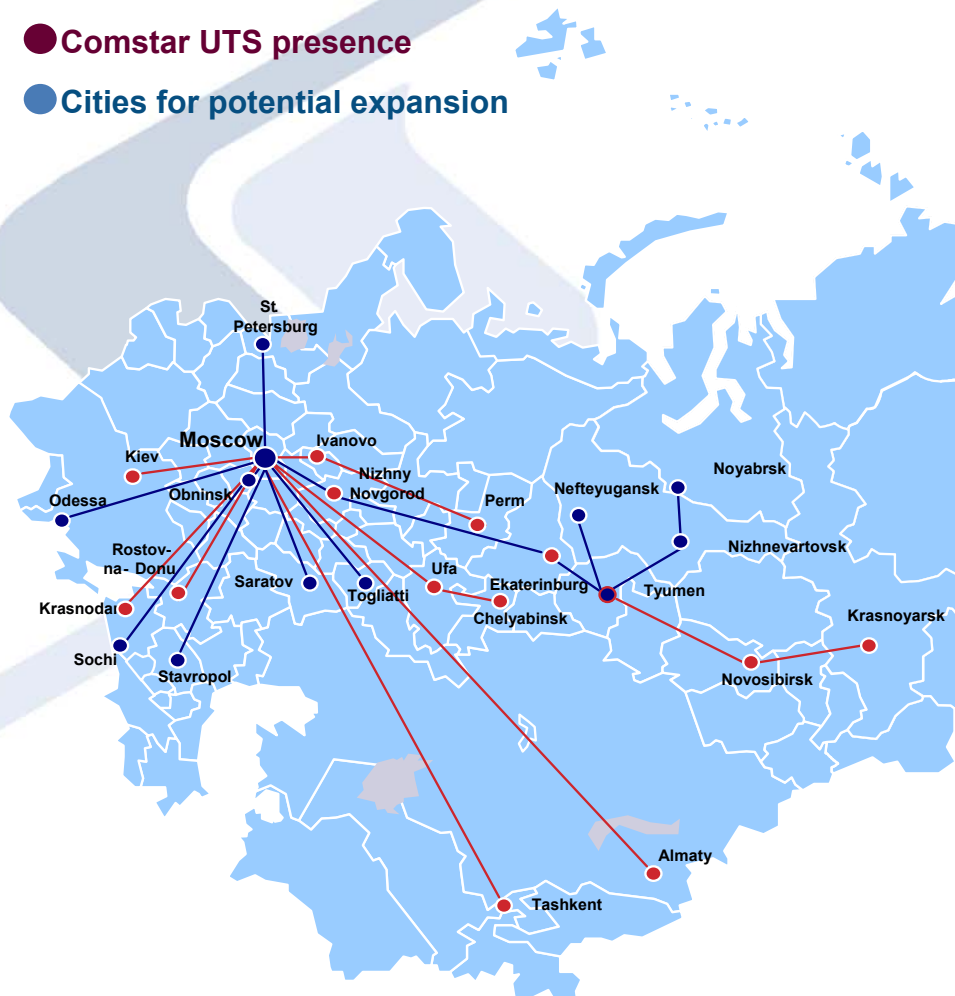 Comstar UTS presence
Cities for potential expansion
St.
Petersburg
Moscow
Ivanovo
Kiev
Nizhny
Novgorod
Noyabrsk
Obninsk
Nefteyugansk
Perm
Odessa
Nizhnevartovsk
Rostov-
na- Donu
Ufa
Saratov
Togliatti
Ekaterinburg
Tyumen
Krasnodar
Chelyabinsk
Krasnoyarsk
Sochi
Stavropol
Novosibirsk
Almaty
Tashkent